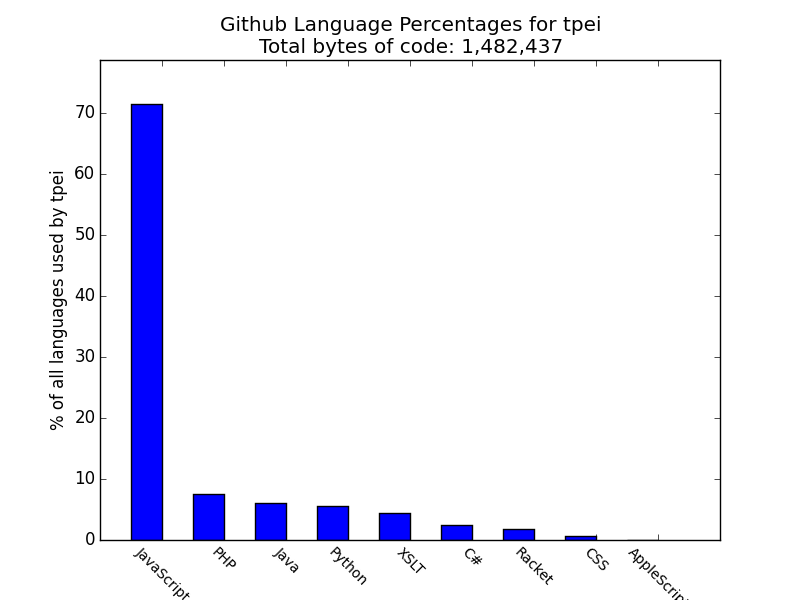 Github Language Percentages for tpei
Total bytes of code: 1,482,437
% of all languages used by tpei
70
60
50
40
30
20
10
0
JavaScript
PHP
Java
Python
XSLT
C#
Racket
CSS
AppleScript